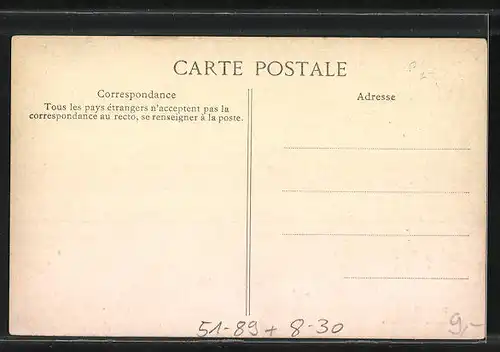 CARTE POSTALE
Correspondance
Tous les pays étrangers n'acceptent pas la
correspondance au recto, se renseigner à la poste.
Adresse
51-89 + 8-30
9,-